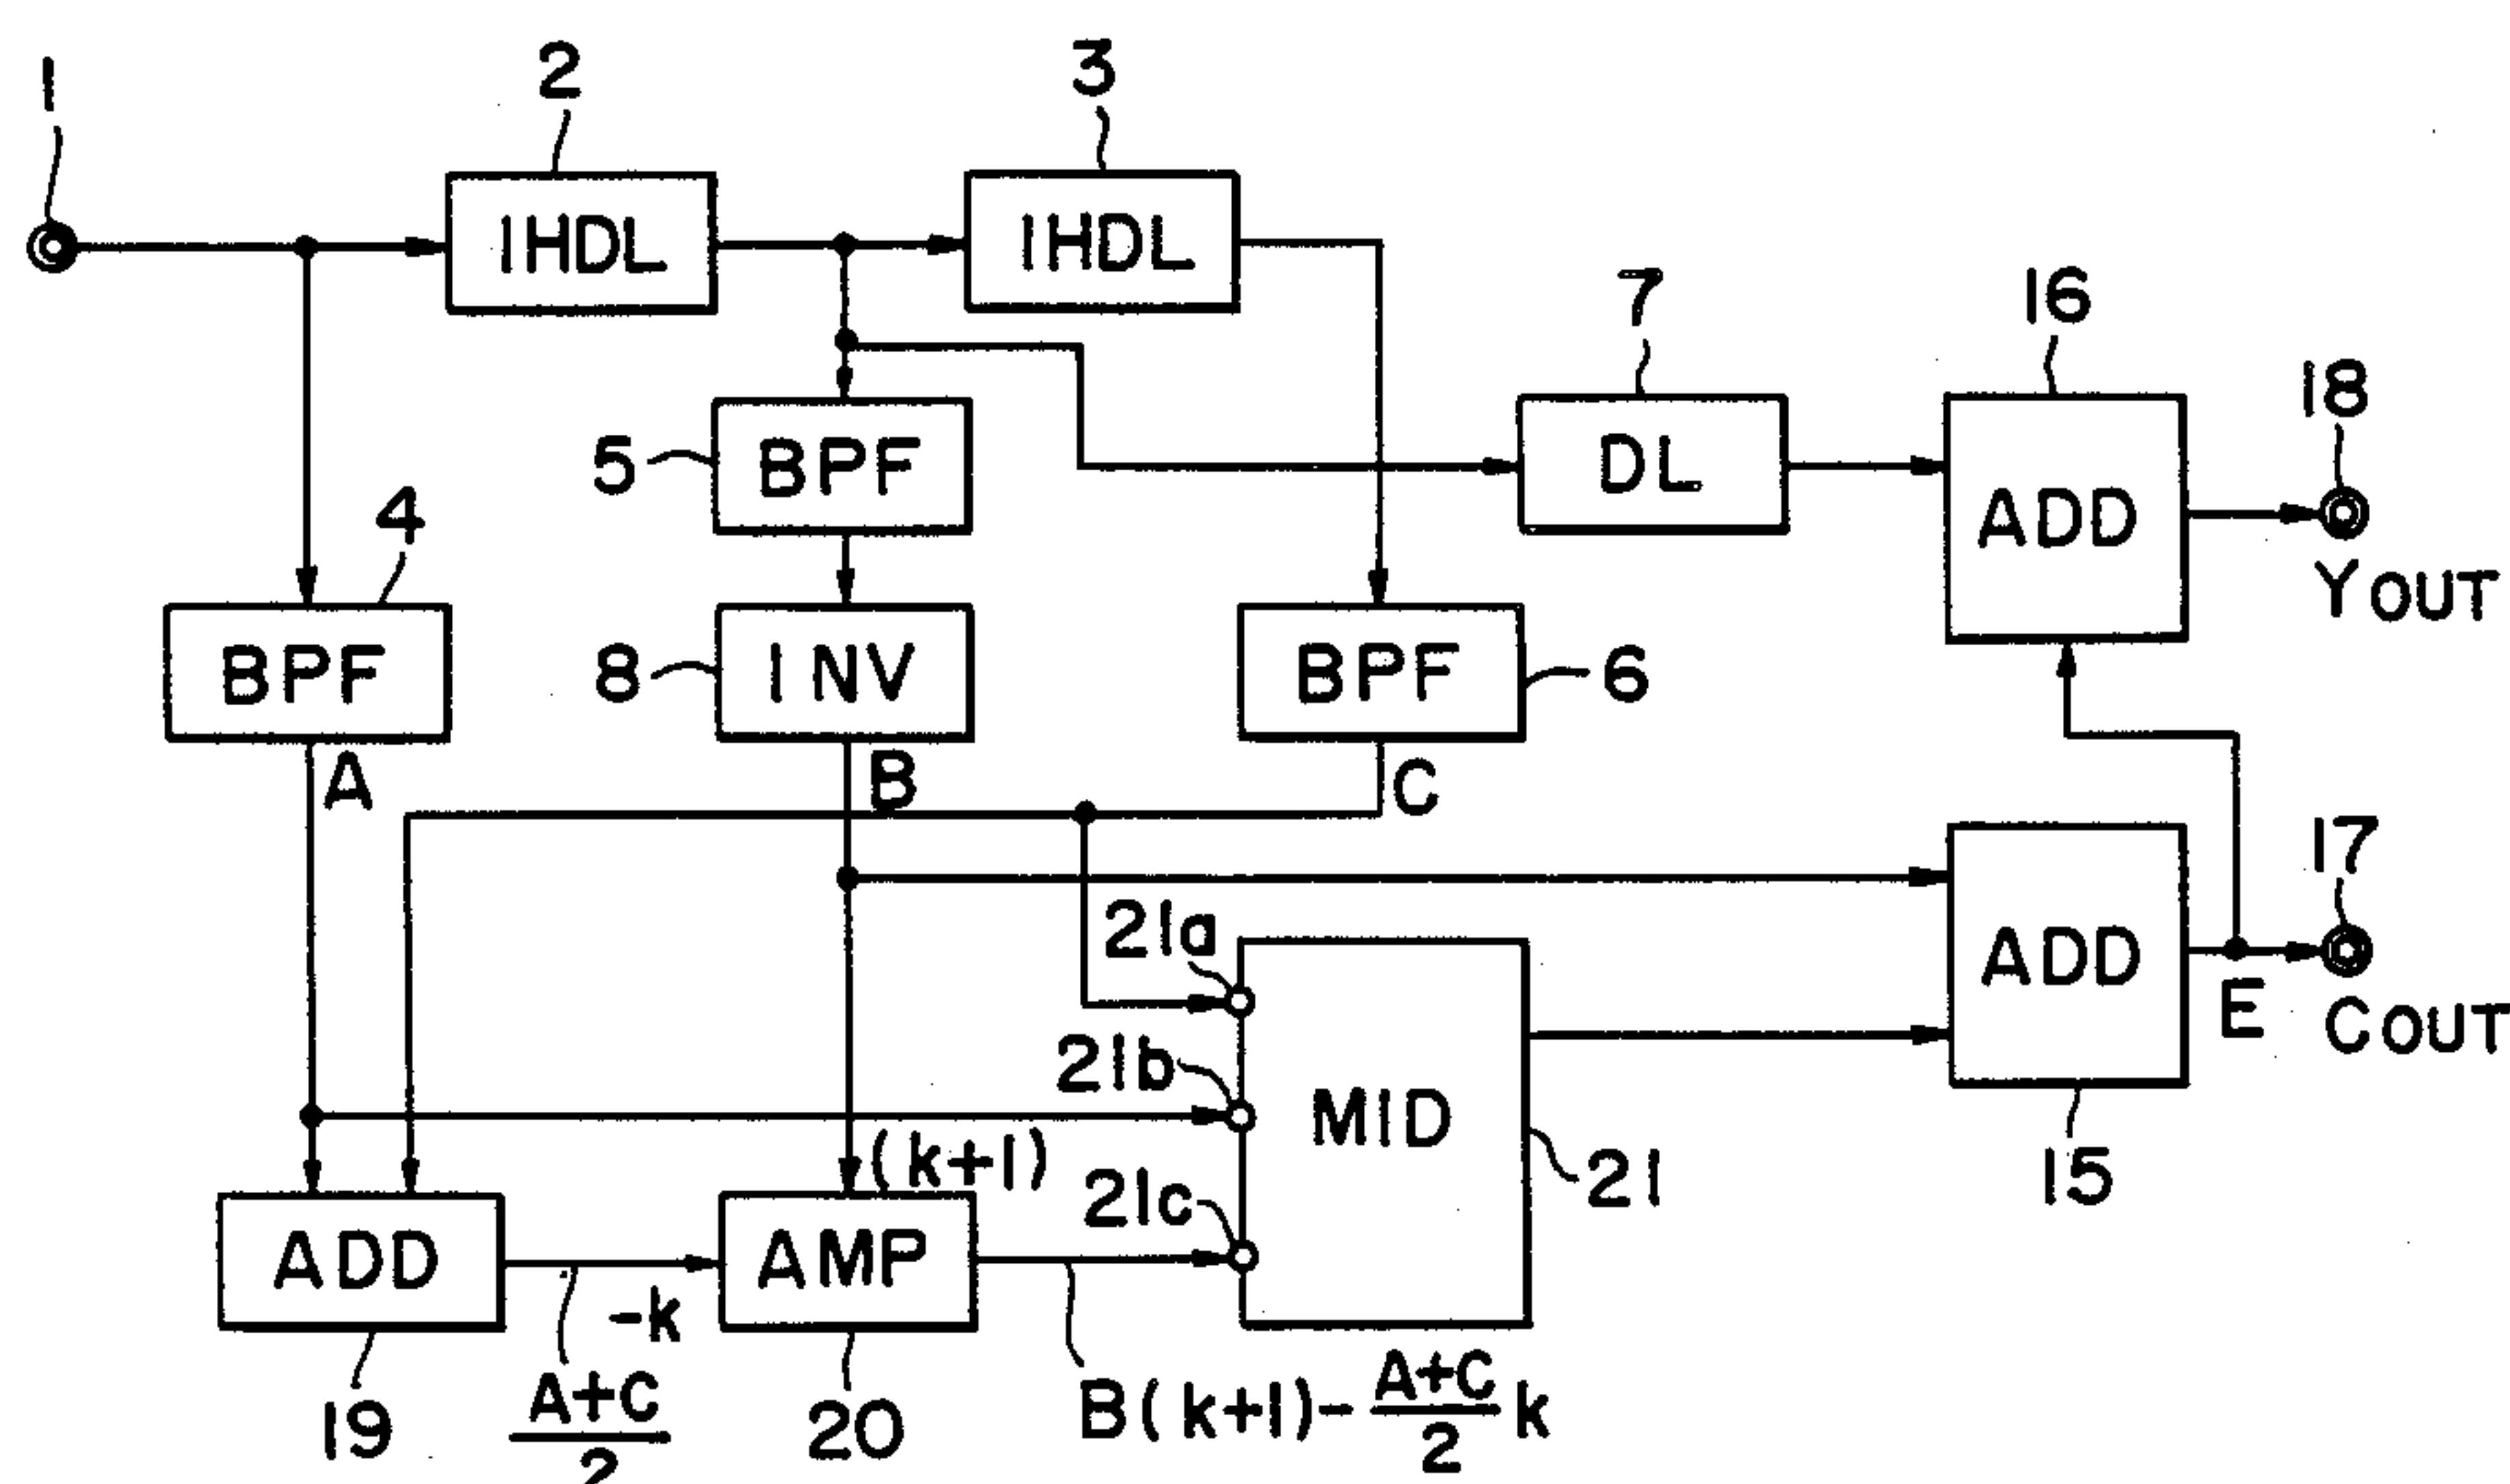 1
2
3
1HDL
1HDL
7
16
18
5
BPF
DL
ADD
4
YOUT
BPF
8
INV
BPF
6
A
B
C
17
21a
ADD
E
COUT
21b
MID
(k+1)
21c
21
15
ADD
AMP
-k
19
A+C
2
20
B(k+1)- A+C k
2